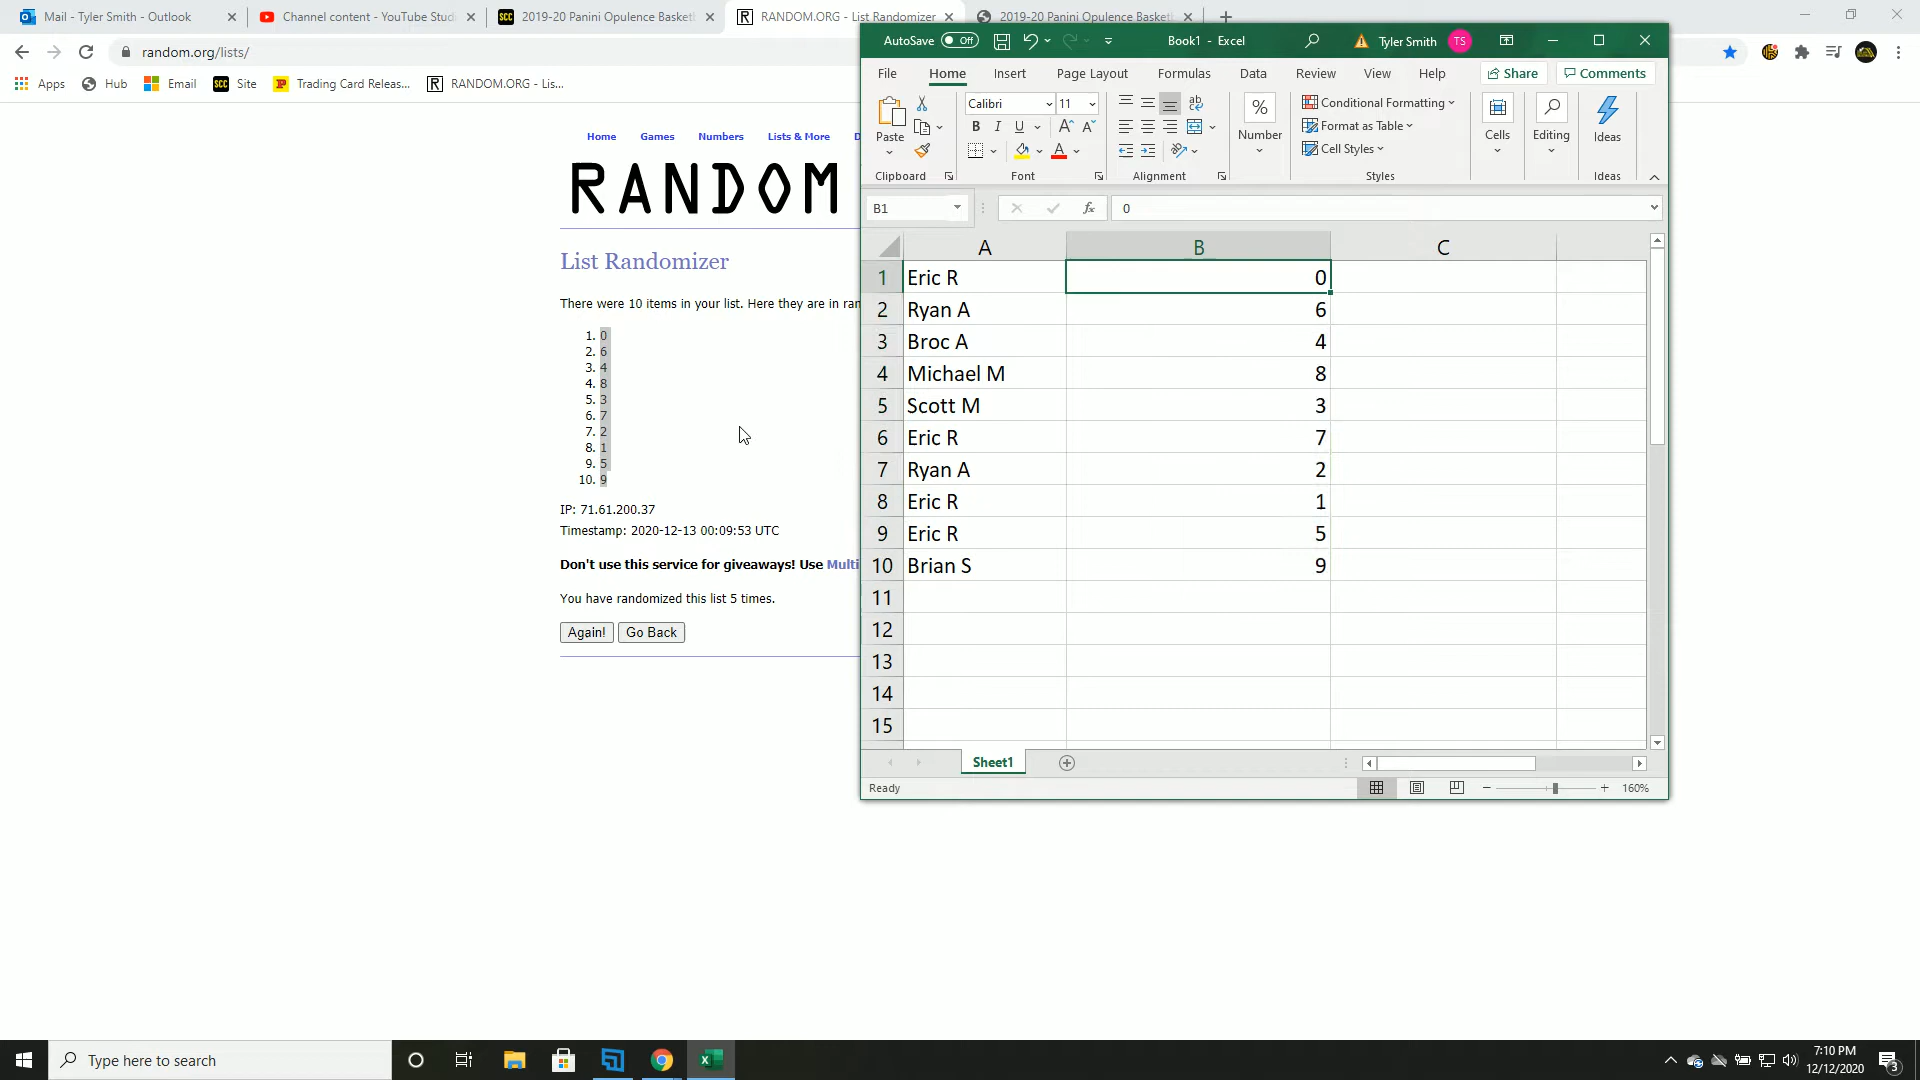 Mail - Tyler Smith - Outlook
Channel content - YouTube Stud
SCC
2019-20 Panini Opulence Basketb
RANDOM.ORG - List Randomizer
2019-20 Panini Opulence Basket
random.org/lists/
Apps
Hub
Email
SCC
Site
Trading Card Releas...
RANDOM.ORG - Lis...
Home
Games
Numbers
Lists & More
D
RANDOM
List Randomizer
There were 10 items in your list. Here they are in ran
1. 0
2. 6
3. 4
4. 8
5. 3
6. 7
7. 2
8. 1
9. 5
10. 9
IP: 71.61.200.37
Timestamp: 2020-12-13 00:09:53 UTC
Don't use this service for giveaways! Use Multi
You have randomized this list 5 times.
Again!
Go Back
AutoSave
Off
Book1 - Excel
Tyler Smith
TS
File
Home
Insert
Page Layout
Formulas
Data
Review
View
Help
Share
Comments
Paste
Clipboard
Calibri
11
B I U
Font
Alignment
%
Number
Conditional Formatting
Format as Table
Cell Styles
Styles
Cells
Editing
Ideas
Ideas
B1
fx
0
A B C
1 Eric R 0
2 Ryan A 6
3 Broc A 4
4 Michael M 8
5 Scott M 3
6 Eric R 7
7 Ryan A 2
8 Eric R 1
9 Eric R 5
10 Brian S 9
11
12
13
14
15
Sheet1
Ready
160%
Type here to search
7:10 PM
12/12/2020
3